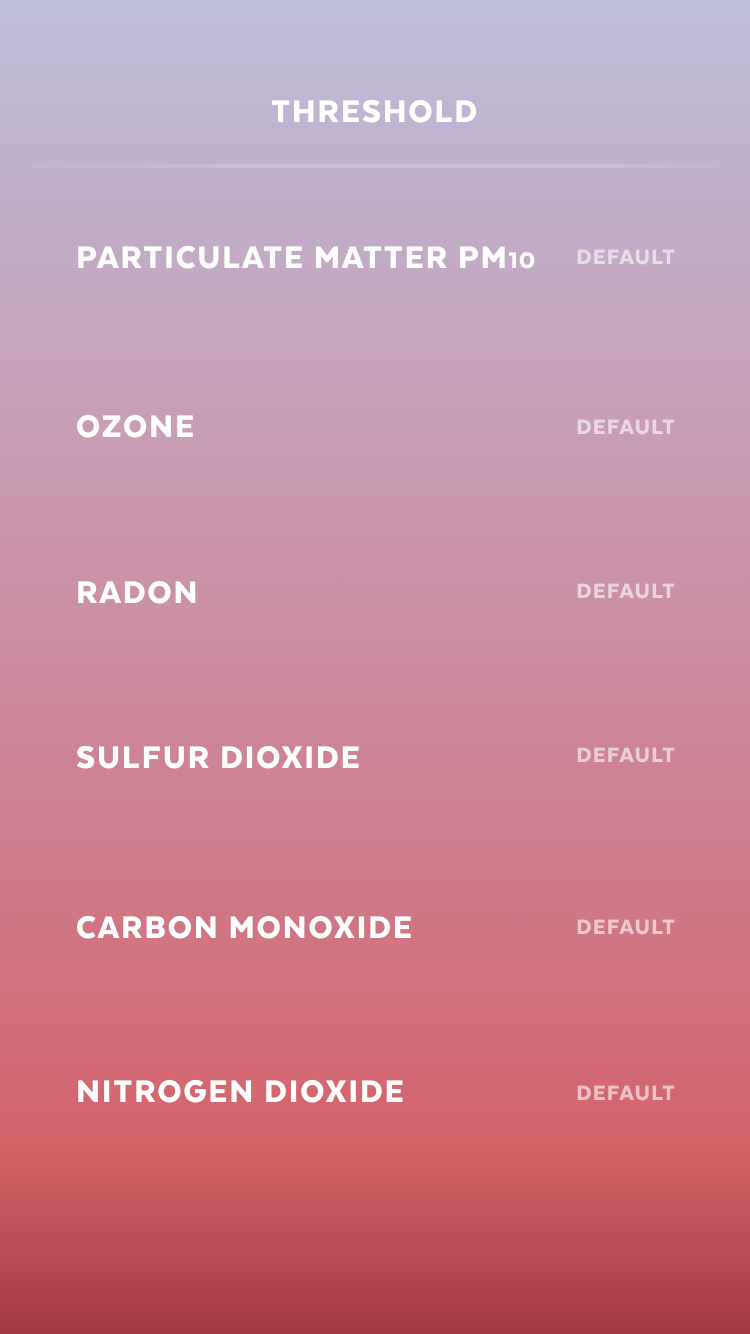 THRESHOLD
PARTICULATE MATTER PM10 DEFAULT
OZONE DEFAULT
RADON DEFAULT
SULFUR DIOXIDE DEFAULT
CARBON MONOXIDE DEFAULT
NITROGEN DIOXIDE DEFAULT